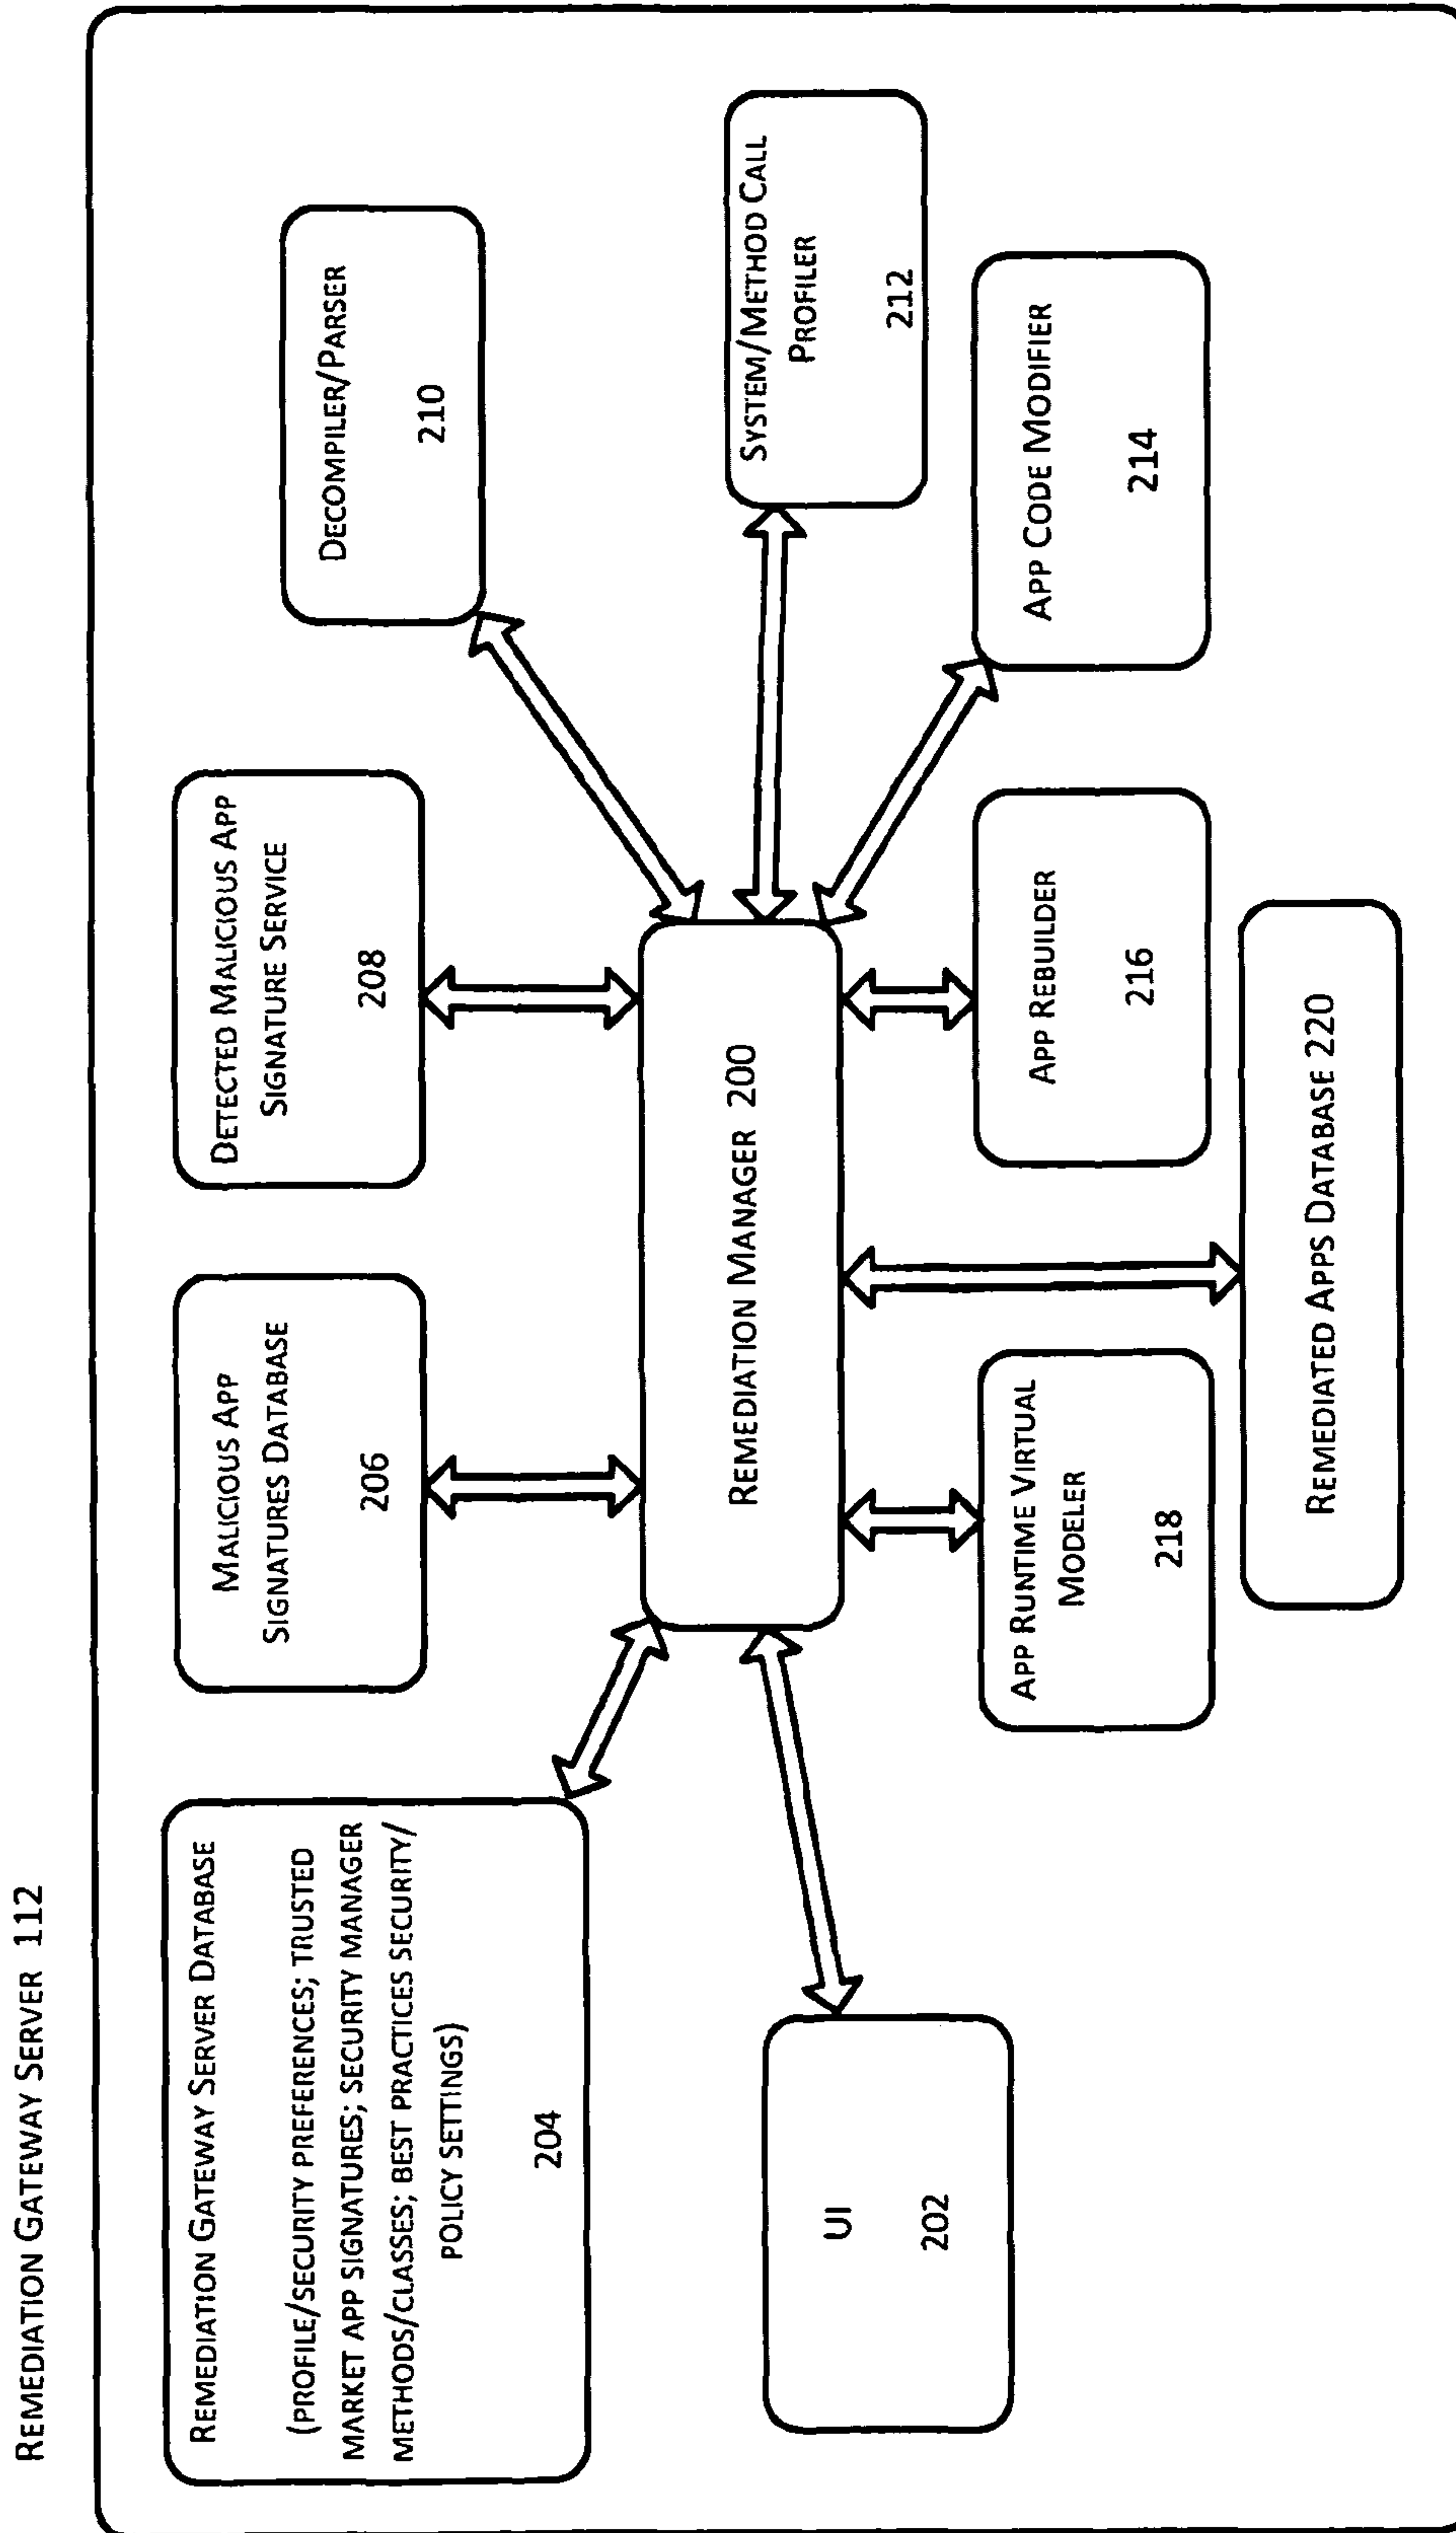 REMEDIATION GATEWAY SERVER 112
REMEDIATION GATEWAY SERVER DATABASE
(PROFILE/SECURITY PREFERENCES; TRUSTED
MARKET APP SIGNATURES; SECURITY MANAGER
METHODS/CLASSES; BEST PRACTICES SECURITY/
POLICY SETTINGS)
204
MALICIOUS APP
SIGNATURES DATABASE
206
DETECTED MALICIOUS APP
SIGNATURE SERVICE
208
DECOMPILER/PARSER
210
SYSTEM/METHOD CALL
PROFILER
212
REMEDIATION MANAGER 200
UI
202
APP RUNTIME VIRTUAL
MODELER
218
APP REBUILDER
216
APP CODE MODIFIER
214
REMEDIATED APPS DATABASE 220